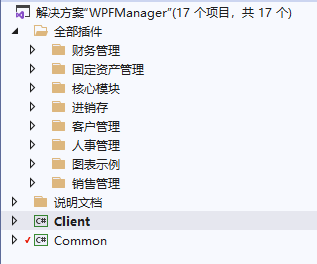 解决方案“WPFManager”(17 个项目，共 17 个)
全部插件
财务管理
固定资产管理
核心模块
进销存
客户管理
人事管理
图表示例
销售管理
说明文档
C# Client
C# Common